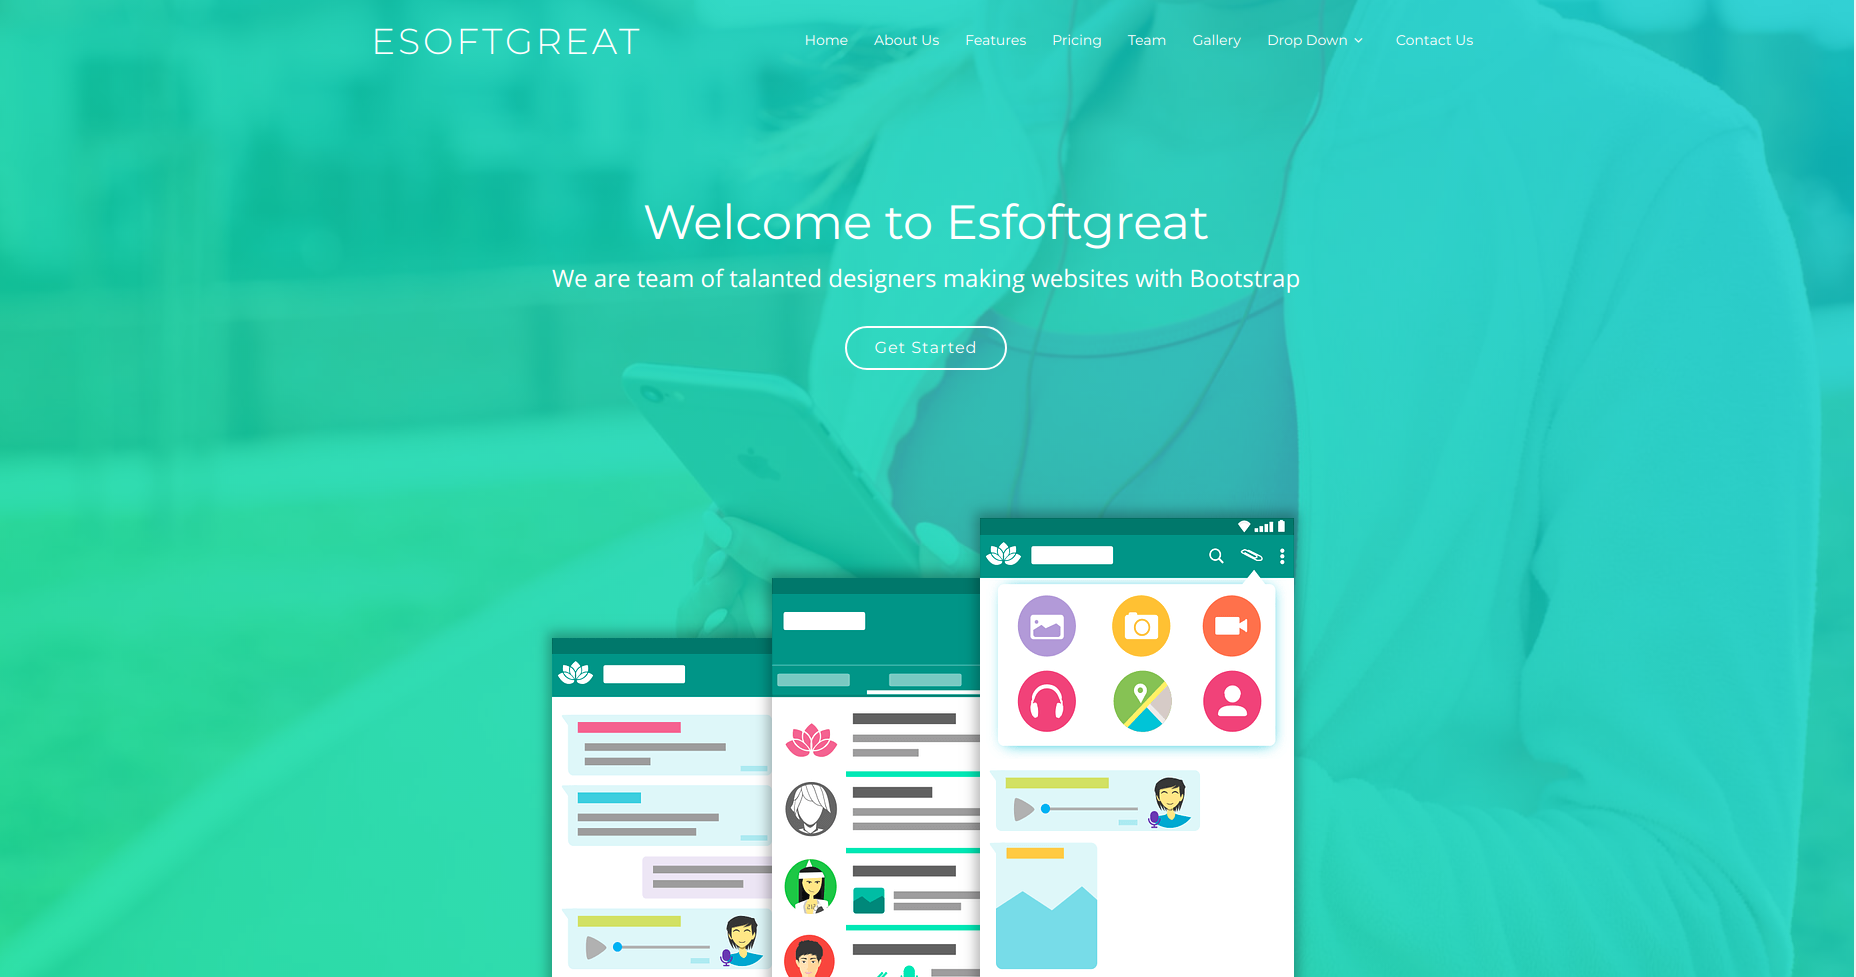 ESOFTGREAT
Home About Us Features Pricing Team Gallery Drop Down Contact Us
Welcome to Esfoftgreat
We are team of talanted designers making websites with Bootstrap
Get Started